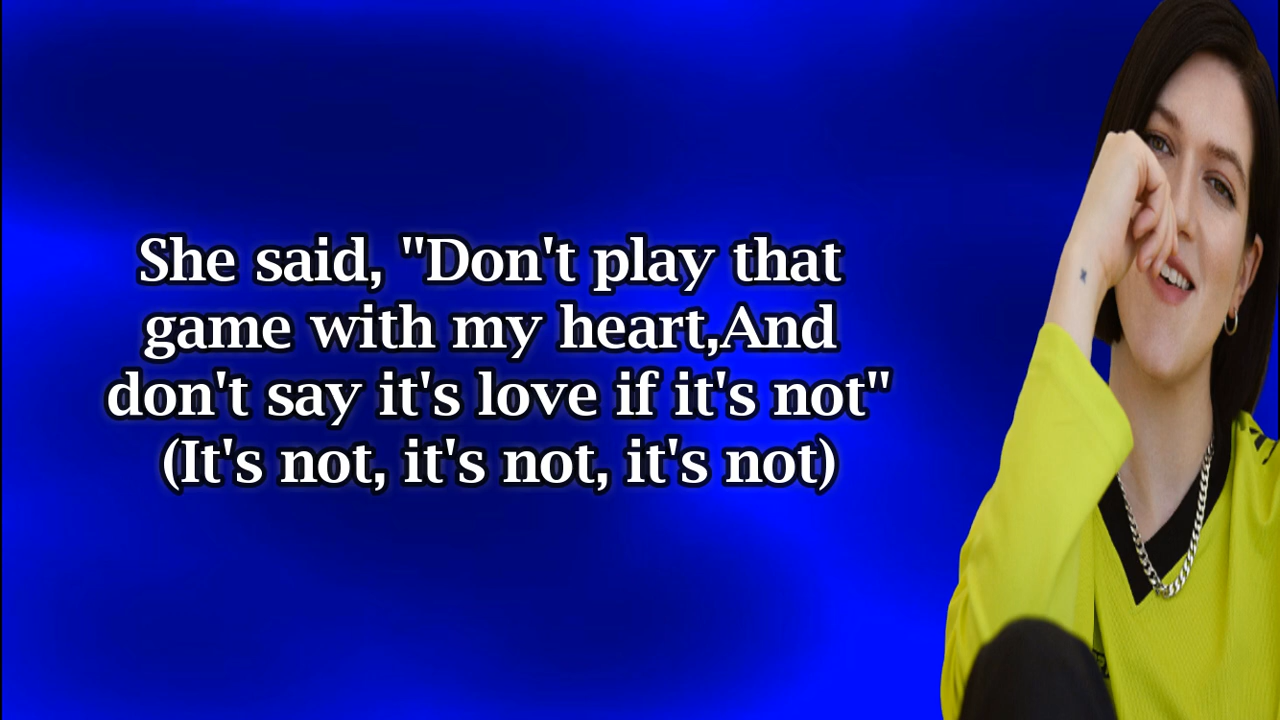 She said, "Don't play that
game with my heart,And
don't say it's love if it's not"
(It's not, it's not, it's not)